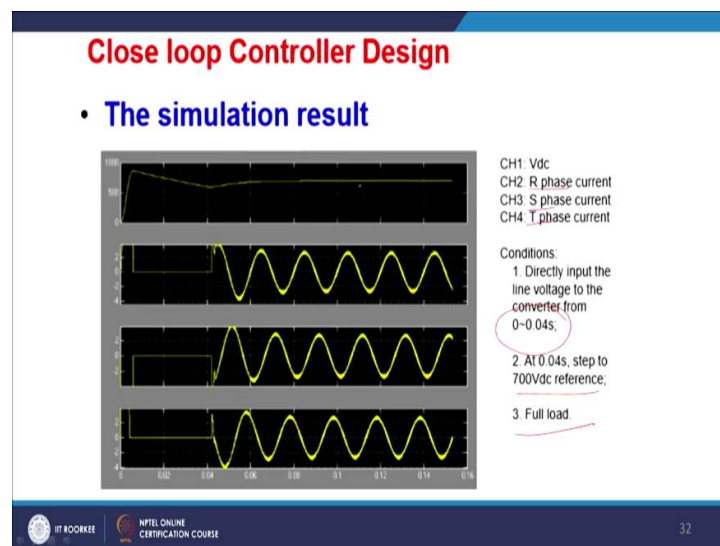 Close loop Controller Design
• The simulation result
1000
500
0
CH1: Vdc
CH2: R phase current
CH3: S phase current
CH4: T phase current
Conditions:
1. Directly input the
line voltage to the
converter from
0~0.04s;
2. At 0.04s, step to
700Vdc reference;
3. Full load.
0 0.02 0.04 0.06 0.08 0.1 0.12 0.14 0.16
IIT ROORKEE
NPTEL ONLINE
CERTIFICATION COURSE
32